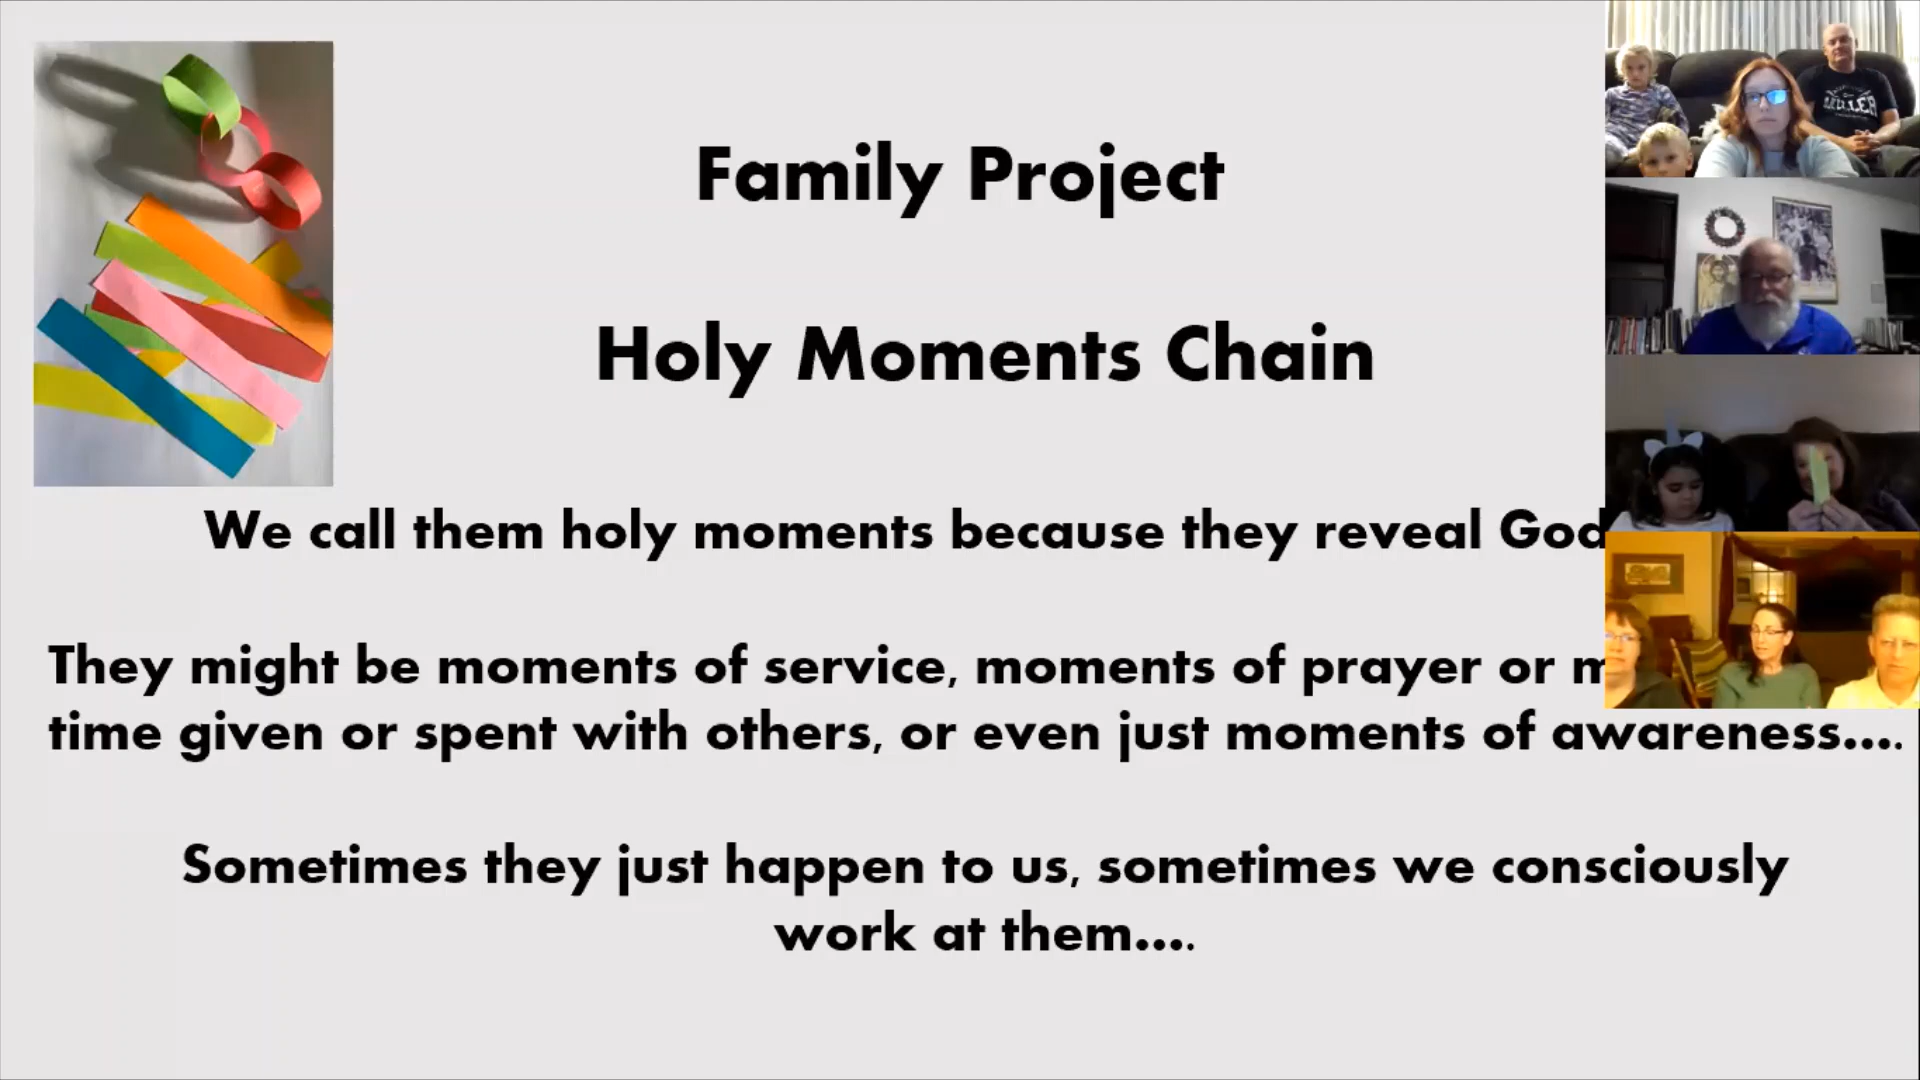 Family Project
Holy Moments Chain
We call them holy moments because they reveal God
They might be moments of service, moments of prayer or
time given or spent with others, or even just moments of awareness....
Sometimes they just happen to us, sometimes we consciously
work at them....